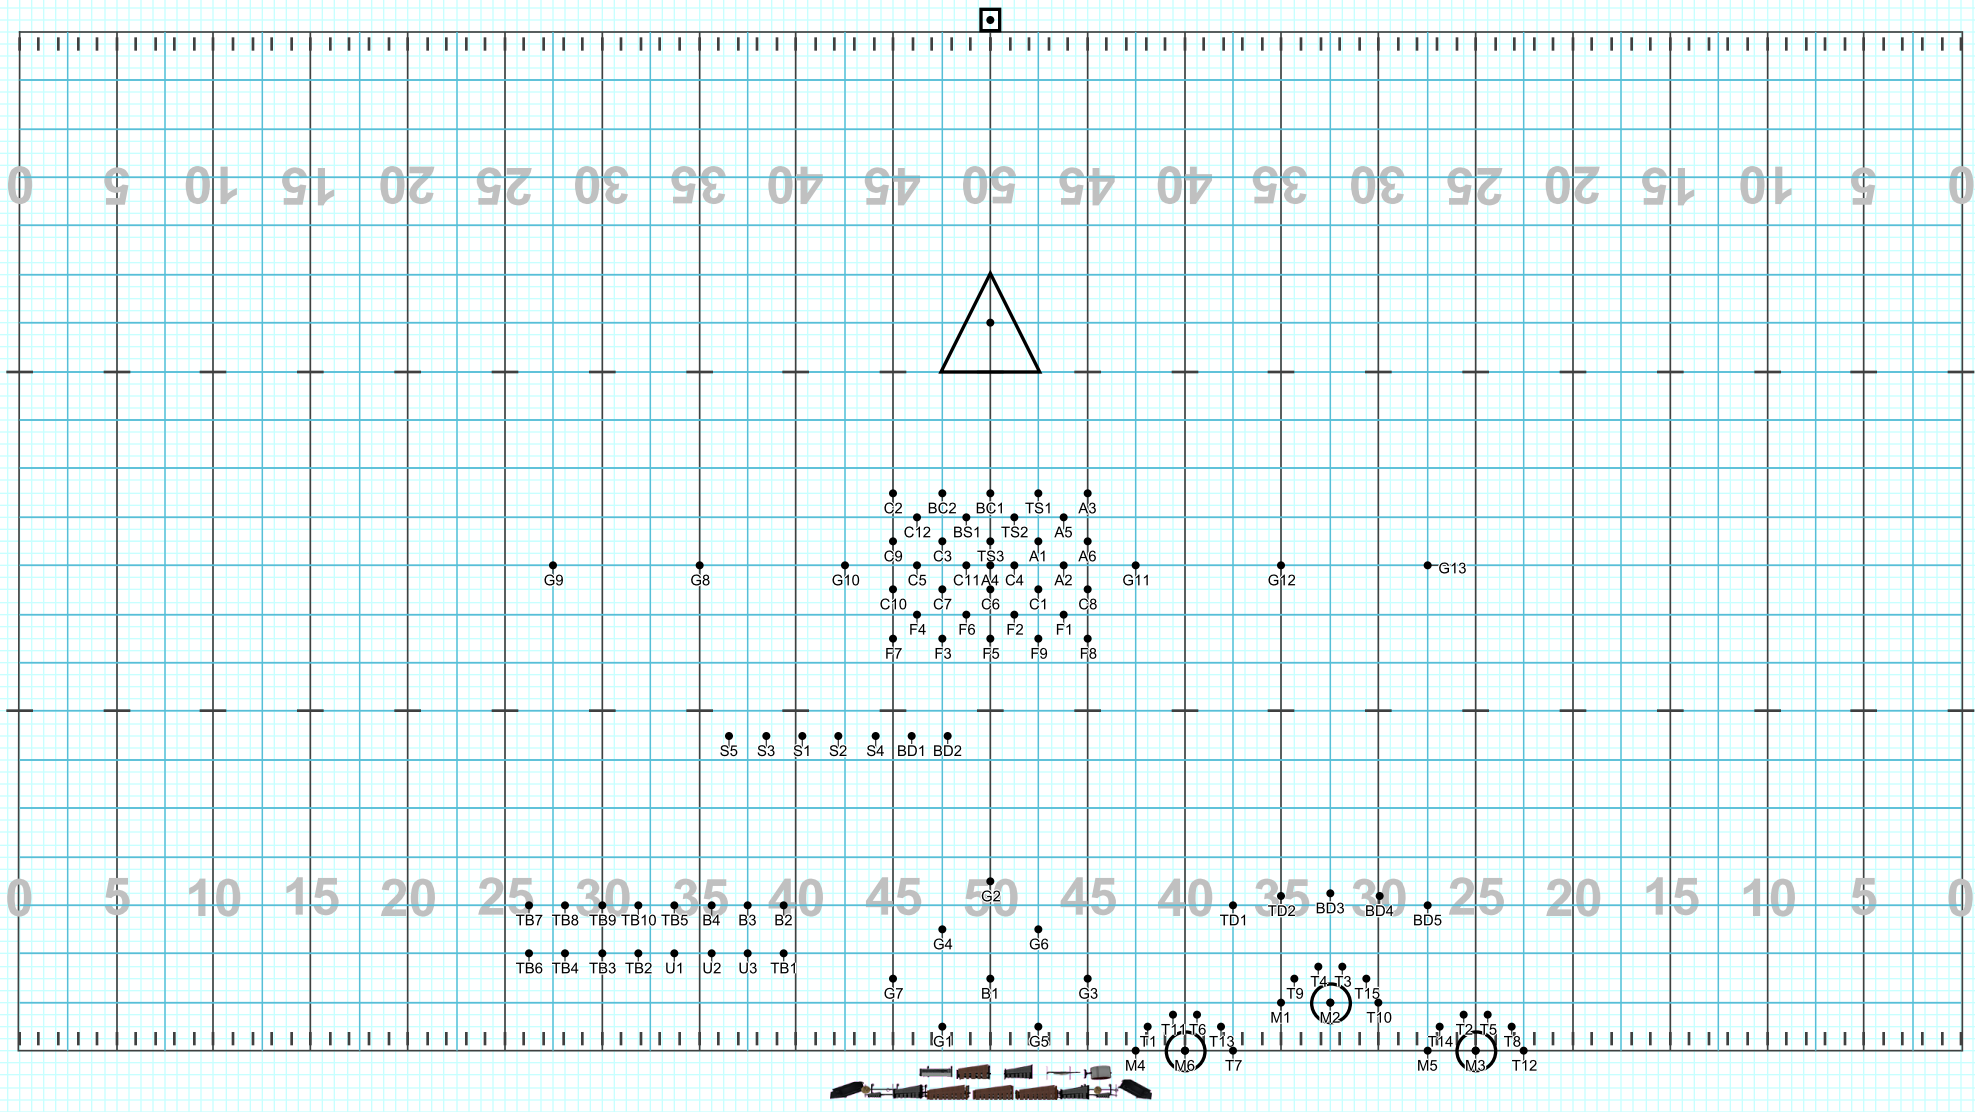 0 5 10 15 20 25 30 35 40 45 50 45 40 35 30 25 20 15 10 5 0
C2 BC2 BC1 TS1 A3
C12 BS1 TS2 A5
C9 C3 TS3 A1 A6
G9 G8 G10 C5 C11 A4 C4 A2 G11 G12 G13
C10 C7 C6 C1 C8
F4 F6 F2 F1
F7 F3 F5 F9 F8
S5 S3 S1 S2 S4 BD1 BD2
0 5 10 15 20 25 30 35 40 45 50 45 40 35 30 25 20 15 10 5 0
G2
TD2 BD3 BD4
TB7 TB8 TB9 TB10 TB5 B4 B3 B2 TD1 BD5
G4 G6
TB6 TB4 TB3 TB2 U1 U2 U3 TB1
T4 T3
G7 B1 G3 T9 T15
M1 M2 T10
T11 T6 T2 T5
G1 G5 T1 T13 T14 T8
M4 M6 T7 M5 M3 T12